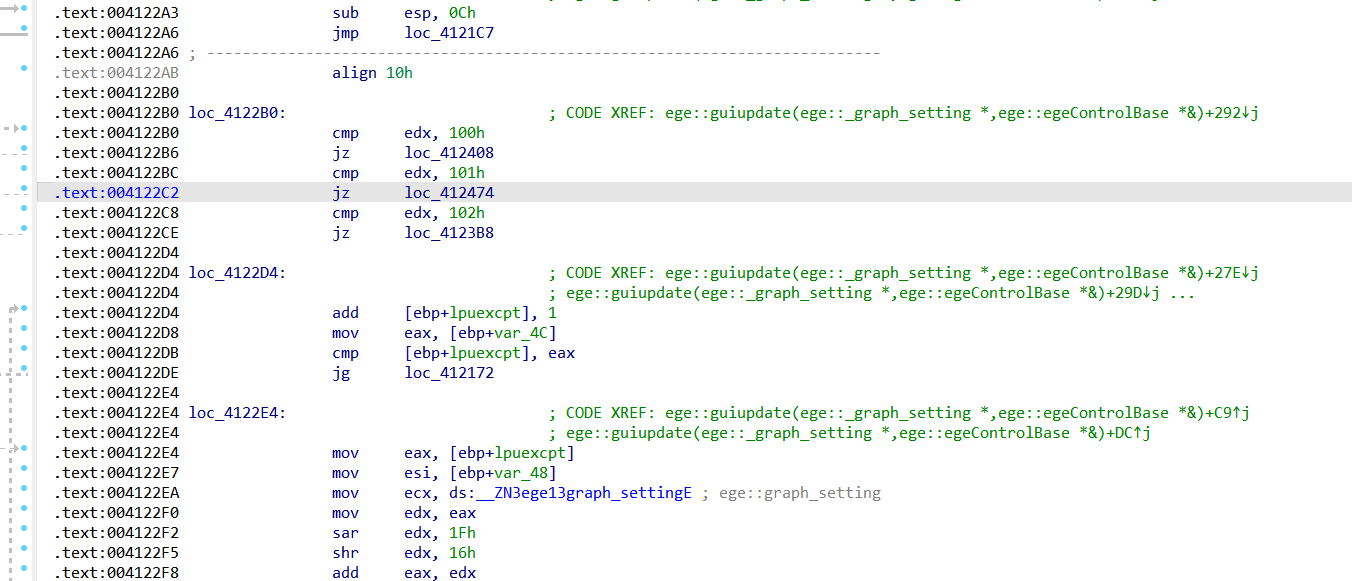 .text:004122A3 sub esp, 0Ch
.text:004122A6 jmp loc_4121C7
.text:004122A6 ; ---------------------------------------------------------------------------
.text:004122AB align 10h
.text:004122B0
.text:004122B0 loc_4122B0: ; CODE XREF: ege::guiupdate(ege::_graph_setting *,ege::egeControlBase *&)+292↓j
.text:004122B0 cmp edx, 100h
.text:004122B6 jz loc_412408
.text:004122BC cmp edx, 101h
.text:004122C2 jz loc_412474
.text:004122C8 cmp edx, 102h
.text:004122CE jz loc_4123B8
.text:004122D4
.text:004122D4 loc_4122D4: ; CODE XREF: ege::guiupdate(ege::_graph_setting *,ege::egeControlBase *&)+27E↓j
.text:004122D4 ; ege::guiupdate(ege::_graph_setting *,ege::egeControlBase *&)+29D↓j ...
.text:004122D4 add [ebp+lpuexcpt], 1
.text:004122D8 mov eax, [ebp+var_4C]
.text:004122DB cmp [ebp+lpuexcpt], eax
.text:004122DE jg loc_412172
.text:004122E4
.text:004122E4 loc_4122E4: ; CODE XREF: ege::guiupdate(ege::_graph_setting *,ege::egeControlBase *&)+C9↑j
.text:004122E4 ; ege::guiupdate(ege::_graph_setting *,ege::egeControlBase *&)+DC↑j
.text:004122E4 mov eax, [ebp+lpuexcpt]
.text:004122E7 mov esi, [ebp+var_48]
.text:004122EA mov ecx, ds:__ZN3ege13graph_settingE ; ege::graph_setting
.text:004122F0 mov edx, eax
.text:004122F2 sar edx, 1Fh
.text:004122F5 shr edx, 16h
.text:004122F8 add eax, edx